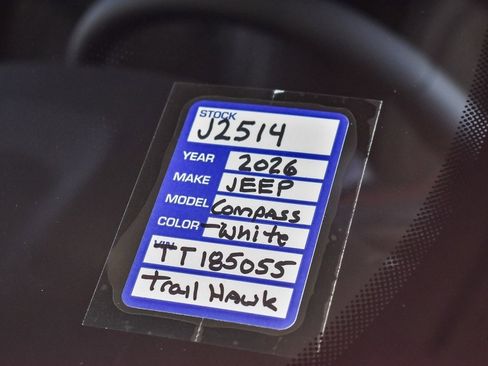 STOCK
J2514
YEAR 2026
MAKE JEEP
MODEL Compass
COLOR White
VIN
TT185055
Trail Hawk